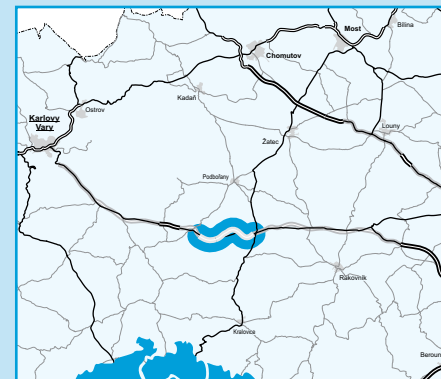 Bílina
Most
Chomutov
Kadaň
Ostrov
Karlovy
Vary
Louny
Žatec
Podbořany
Rakovník
Kralovice
Beroun